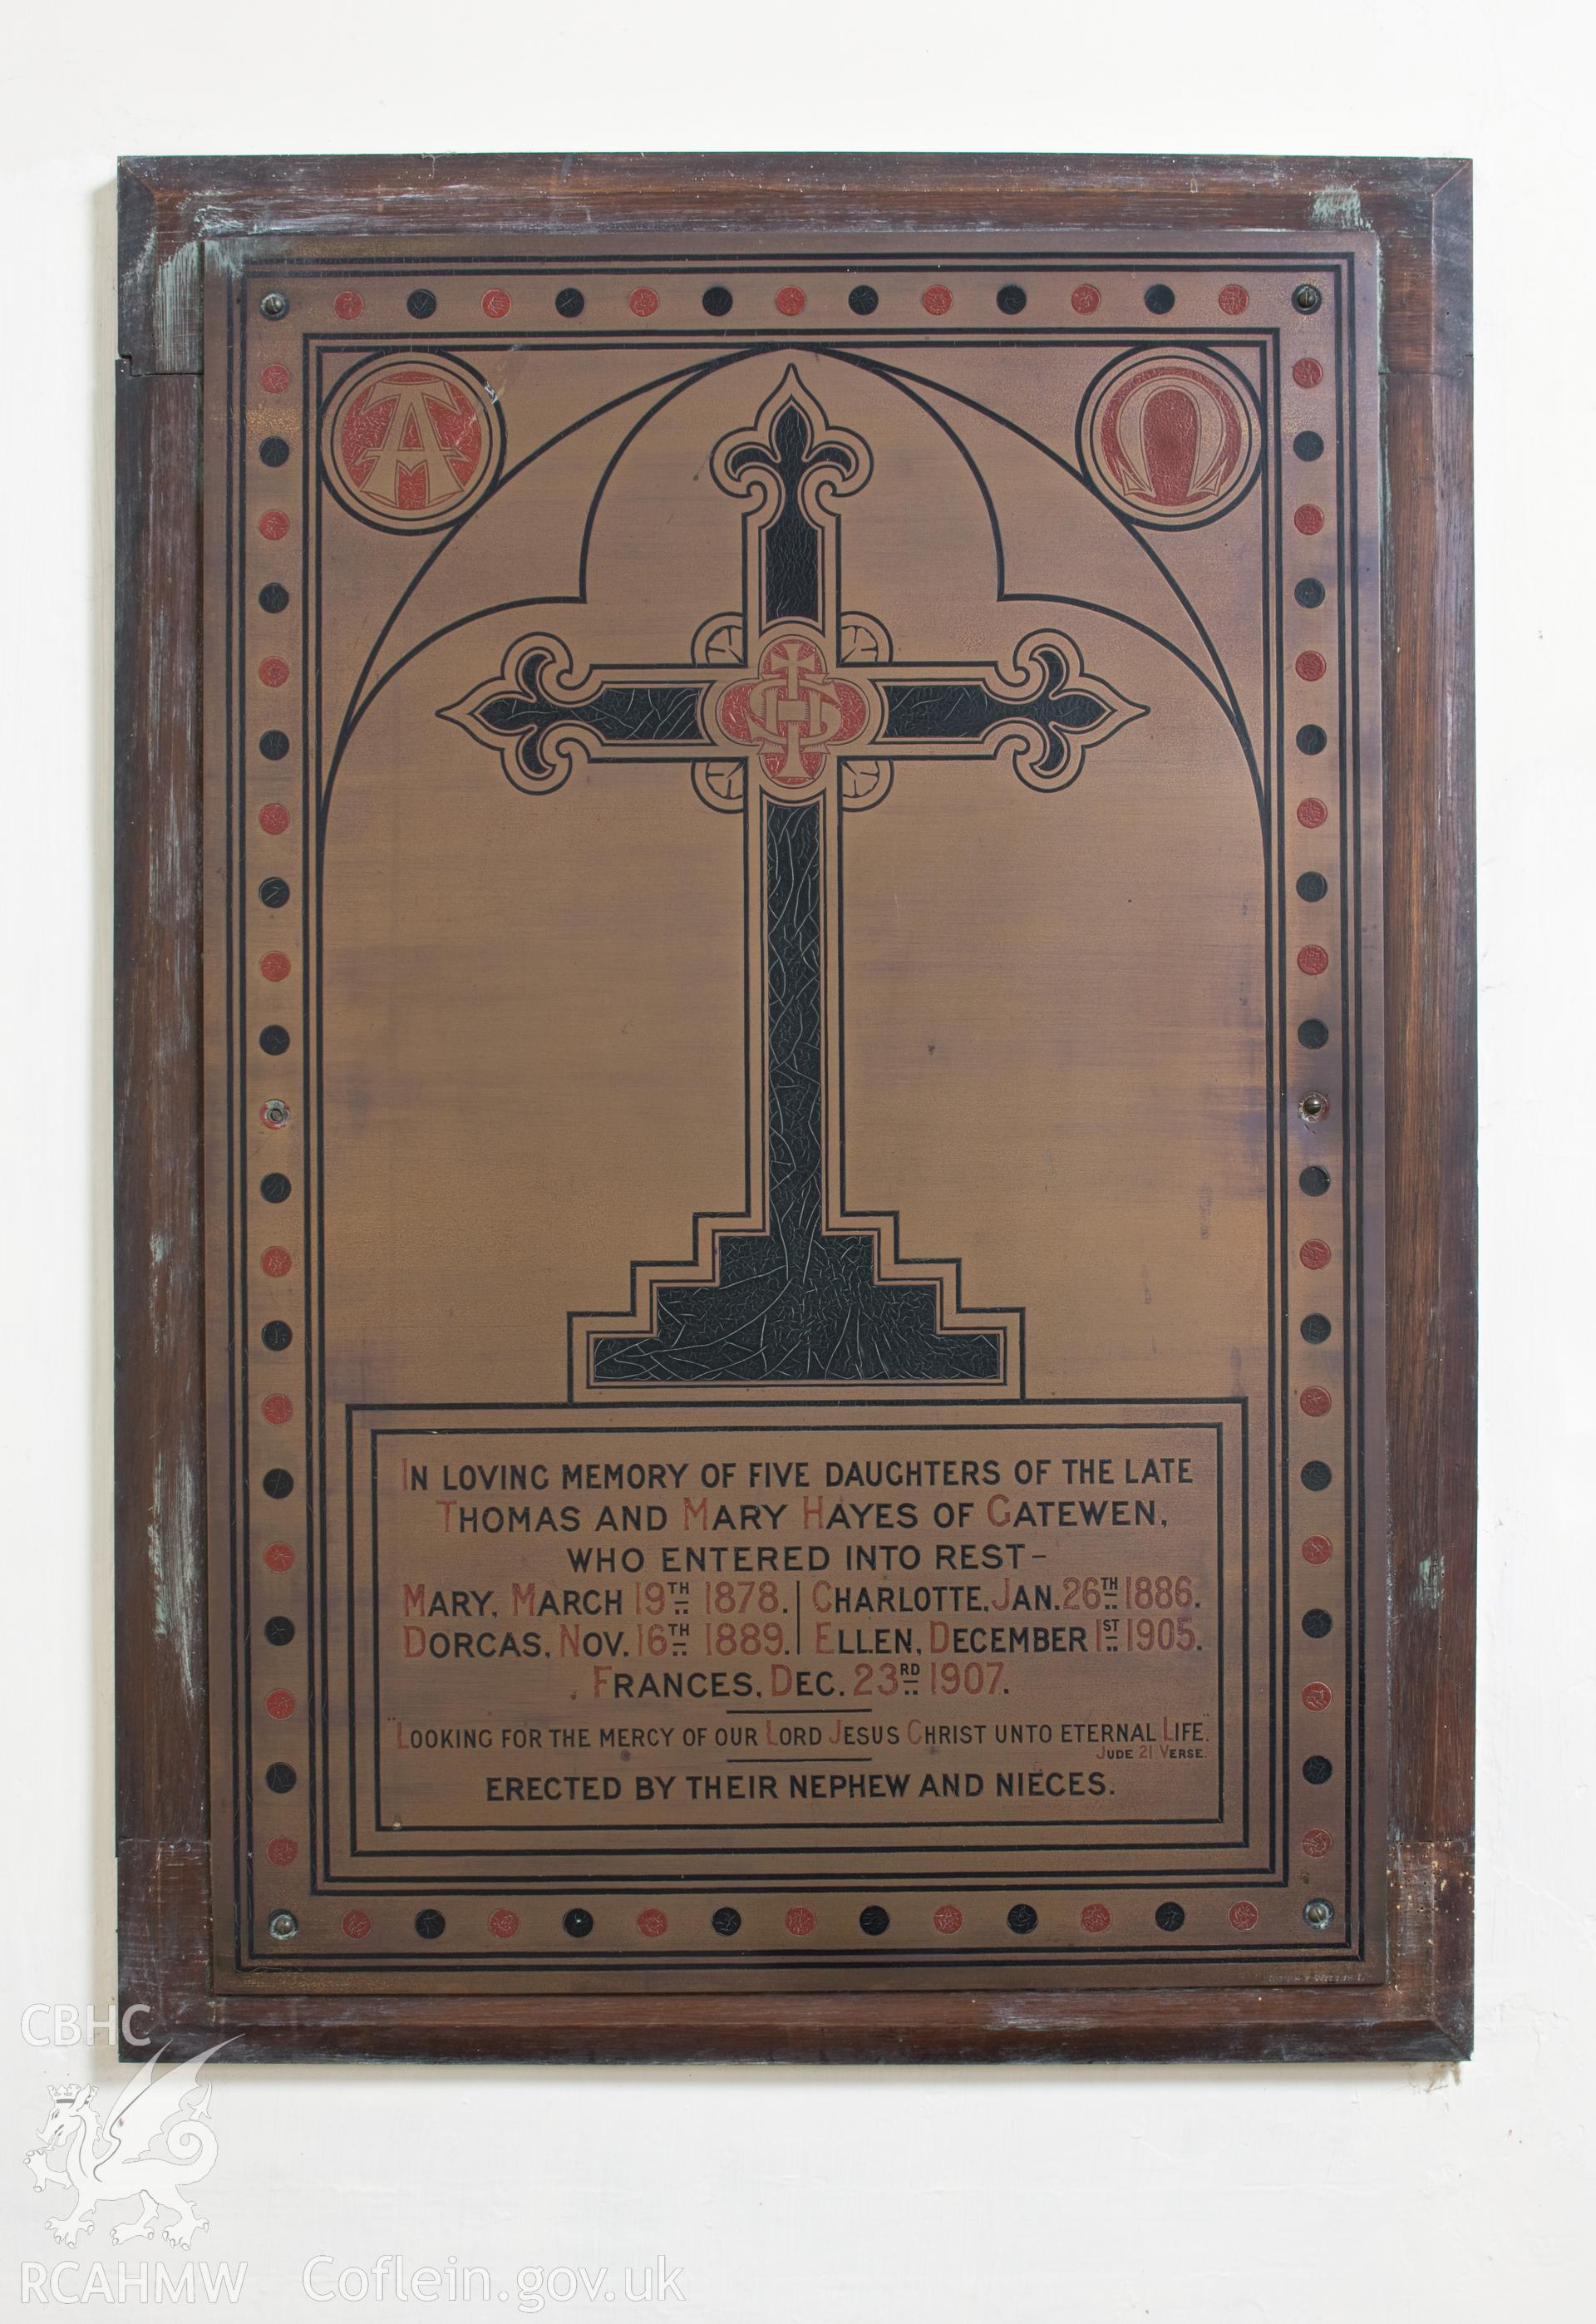 Α Ω
IHS
IN LOVING MEMORY OF FIVE DAUGHTERS OF THE LATE
THOMAS AND MARY HAYES OF GATEWEN,
WHO ENTERED INTO REST-
MARY, MARCH 19TH 1878. | CHARLOTTE, JAN. 26TH 1886.
DORCAS, NOV. 16TH 1889. | ELLEN, DECEMBER 1ST 1905.
FRANCES, DEC. 23RD 1907.
"LOOKING FOR THE MERCY OF OUR LORD JESUS CHRIST UNTO ETERNAL LIFE."
JUDE 21 VERSE.
ERECTED BY THEIR NEPHEW AND NIECES.
CBHC
RCAHMW Coflein.gov.uk